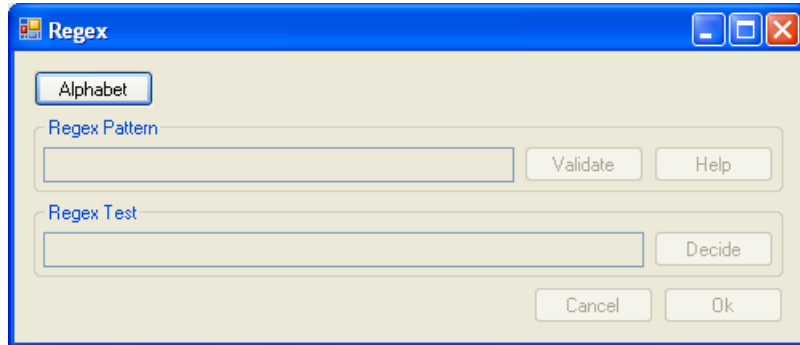 Regex
Alphabet
Regex Pattern
Validate Help
Regex Test
Decide
Cancel Ok